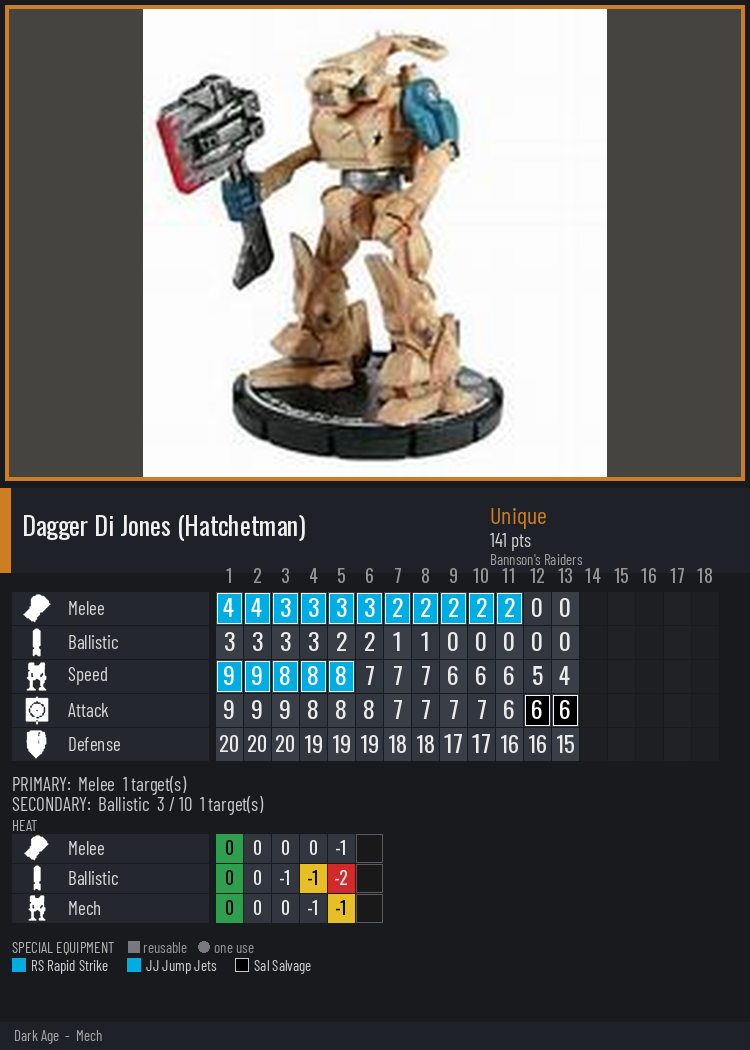 Dagger Di Jones (Hatchetman)
Unique
141 pts
Bannson's Raiders
1 2 3 4 5 6 7 8 9 10 11 12 13 14 15 16 17 18
Melee 4 4 3 3 3 3 2 2 2 2 2 0 0
Ballistic 3 3 3 3 2 2 1 1 0 0 0 0 0
Speed 9 9 8 8 8 7 7 7 6 6 6 5 4
Attack 9 9 9 8 8 8 7 7 7 7 6 6 6
Defense 20 20 20 19 19 19 18 18 17 17 16 16 15
PRIMARY: Melee 1 target(s)
SECONDARY: Ballistic 3 / 10 1 target(s)
HEAT
Melee 0 0 0 0 -1
Ballistic 0 0 -1 -1 -2
Mech 0 0 0 -1 -1
SPECIAL EQUIPMENT reusable one use
RS Rapid Strike JJ Jump Jets Sal Salvage
Dark Age - Mech